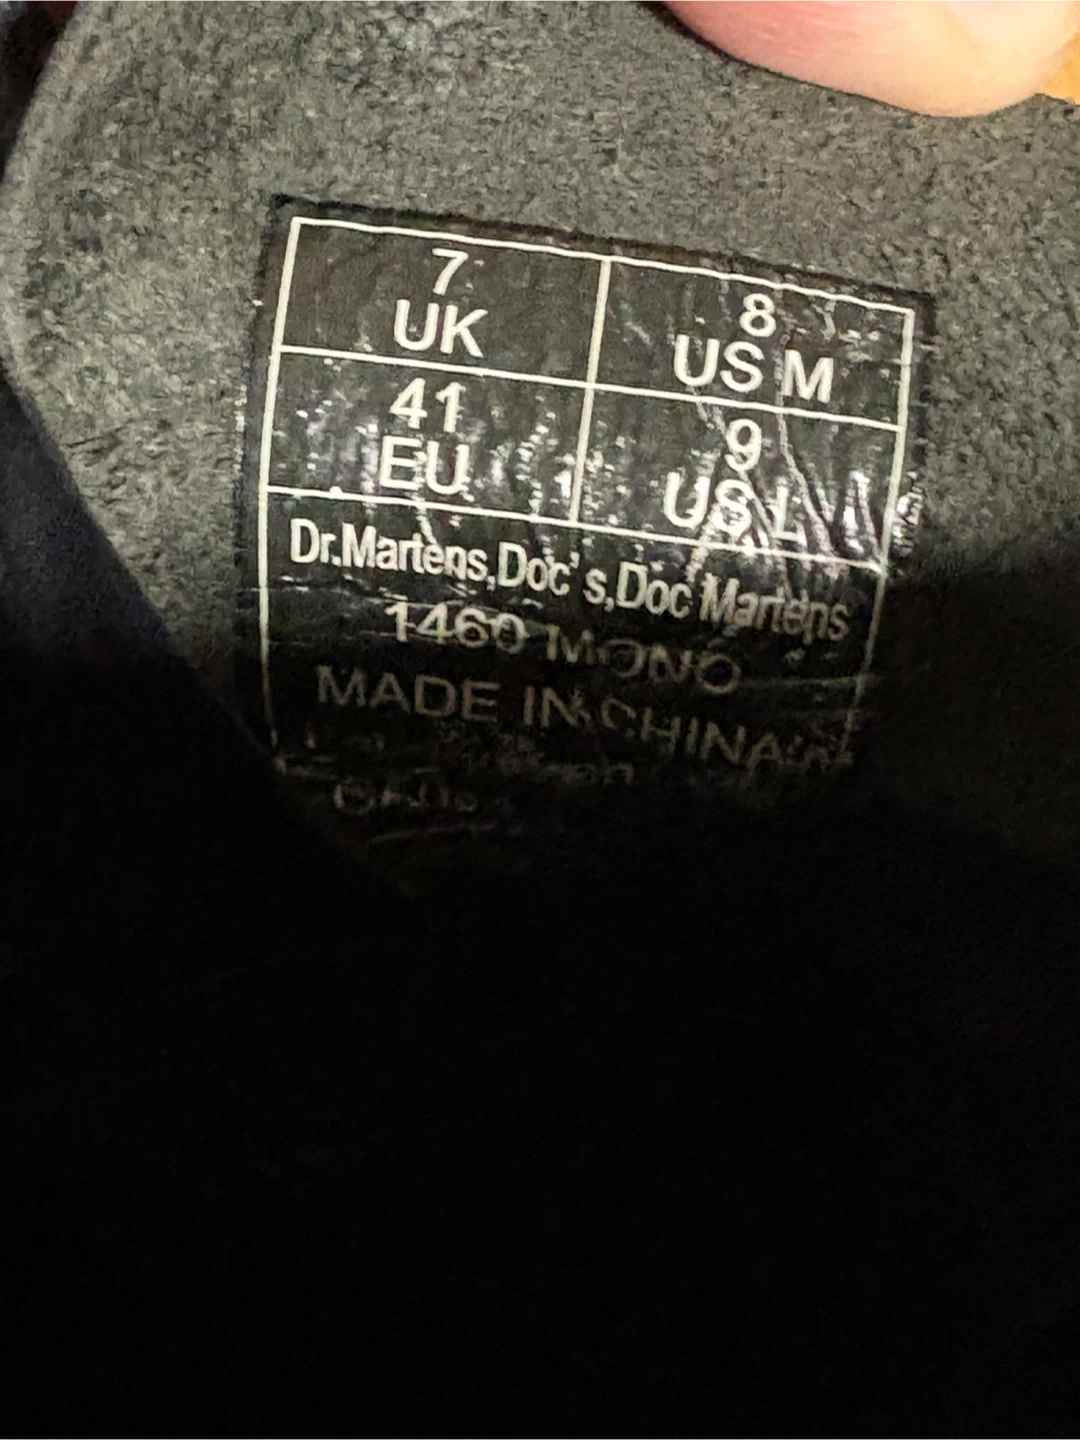 7
UK
8
US M
41
EU
9
US L
Dr.Martens,Doc's,Doc Martens
1460 MONO
MADE IN CHINA